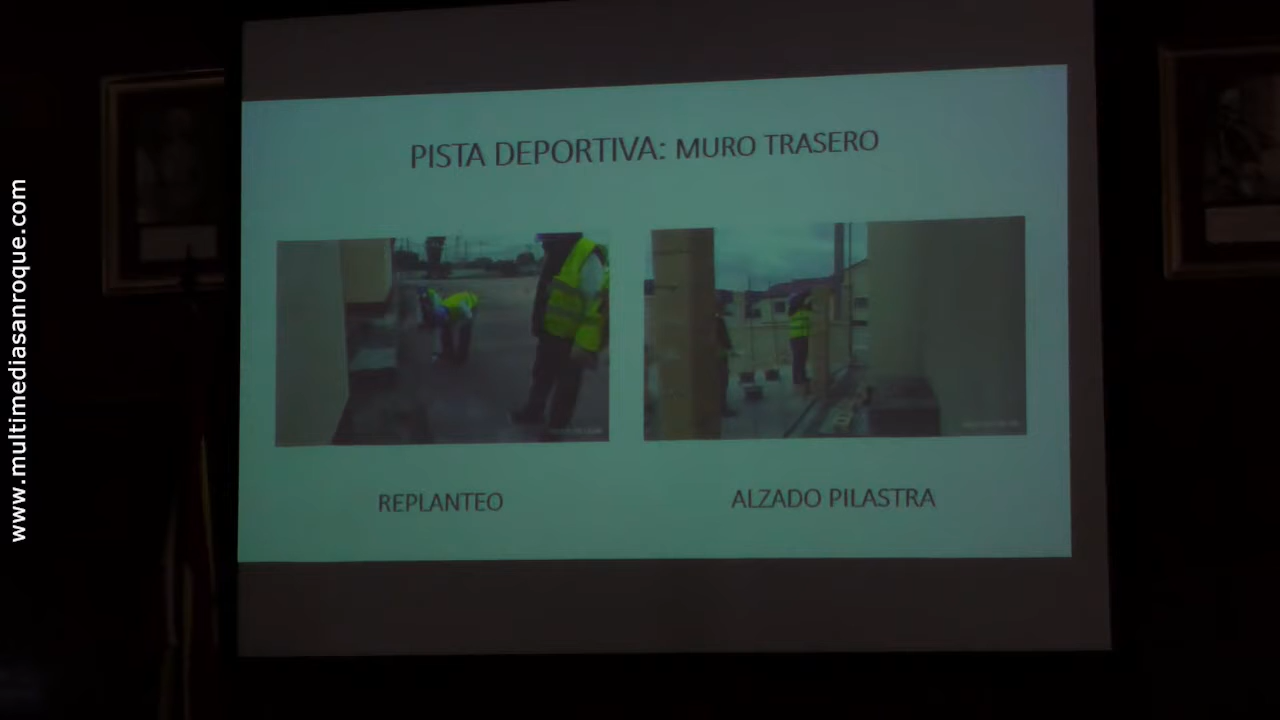 PISTA DEPORTIVA: MURO TRASERO
REPLANTEO
ALZADO PILASTRA
www.multimediasanroque.com